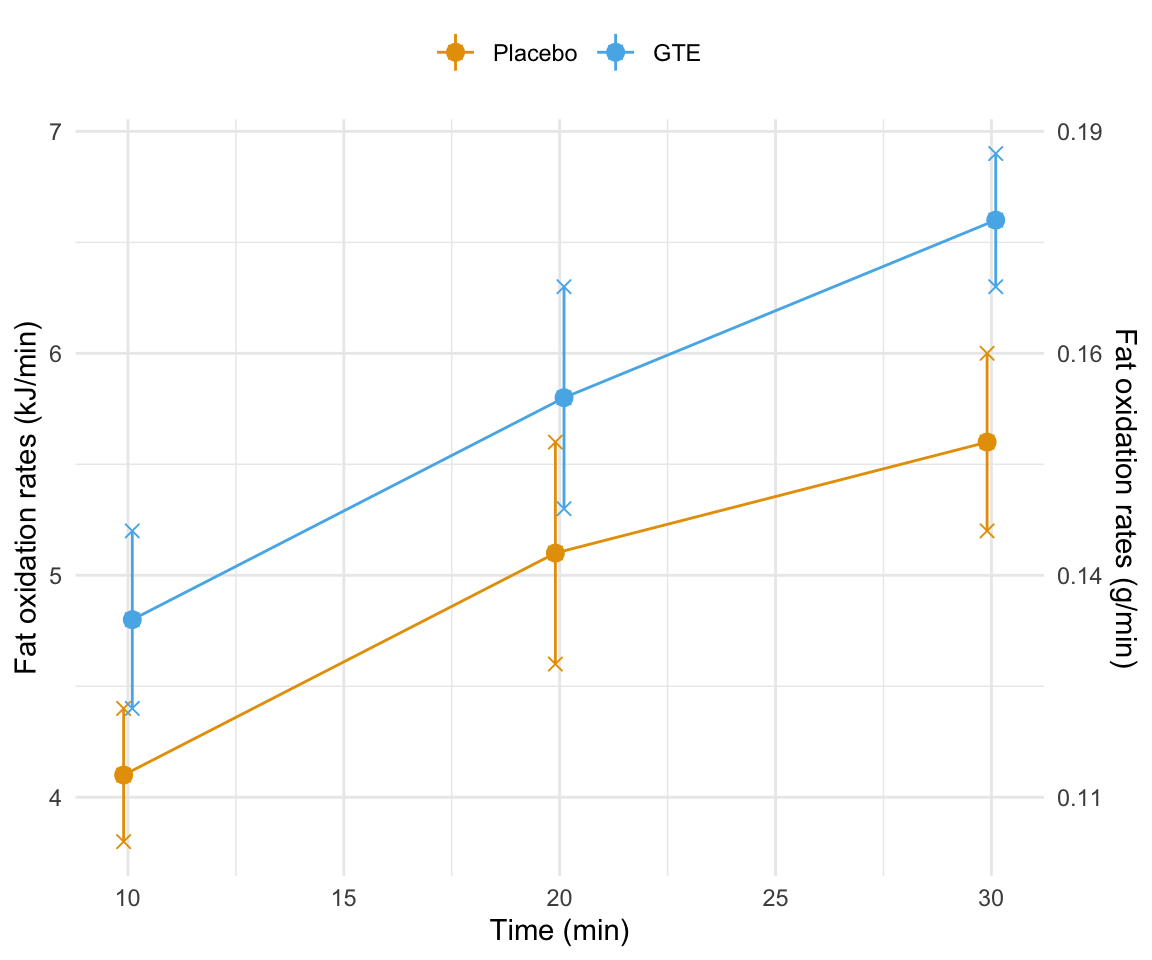 Placebo GTE
7
6
5
4
0.19
0.16
0.14
0.11
Fat oxidation rates (kJ/min)
Fat oxidation rates (g/min)
10 15 20 25 30
Time (min)